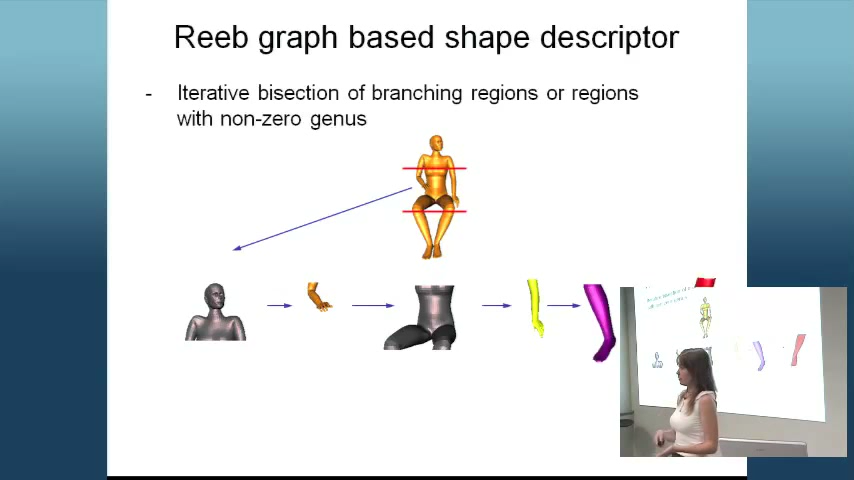 Reeb graph based shape descriptor
- Iterative bisection of branching regions or regions
with non-zero genus